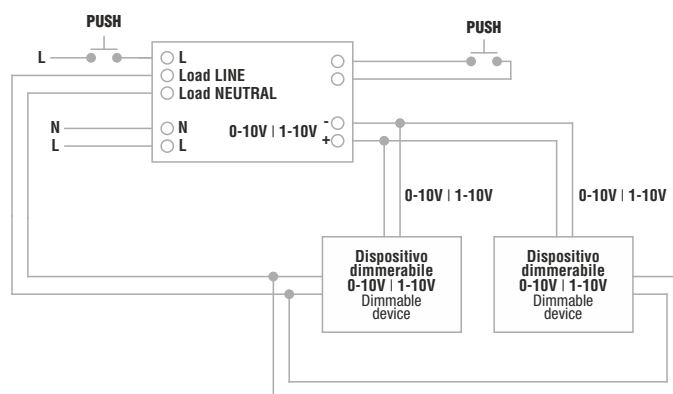 PUSH
PUSH
L
L
Load LINE
Load NEUTRAL
N
N
L
L
0-10V | 1-10V
-
+
0-10V | 1-10V
0-10V | 1-10V
Dispositivo
dimmerabile
0-10V | 1-10V
Dimmable
device
Dispositivo
dimmerabile
0-10V | 1-10V
Dimmable
device